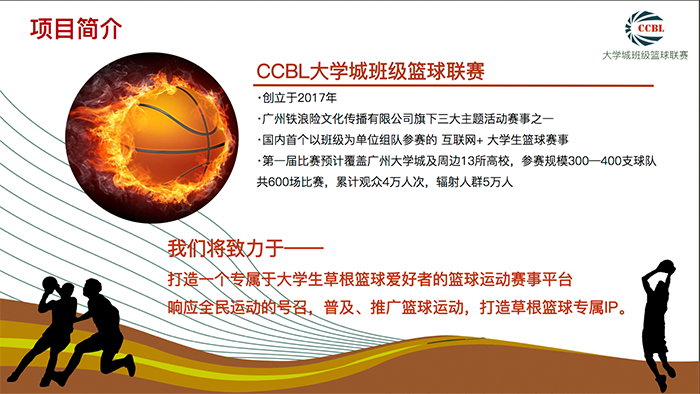 项目简介
CCBL
大学城班级篮球联赛
CCBL大学城班级篮球联赛
·创立于2017年
·广州铁浪险文化传播有限公司旗下三大主题活动赛事之一
·国内首个以班级为单位组队参赛的 互联网+ 大学生篮球赛事
·第一届比赛预计覆盖广州大学城及周边13所高校，参赛规模300—400支球队
共600场比赛，累计观众4万人次，辐射人群5万人
我们将致力于——
打造一个专属于大学生草根篮球爱好者的篮球运动赛事平台
响应全民运动的号召，普及、推广篮球运动，打造草根篮球专属IP。